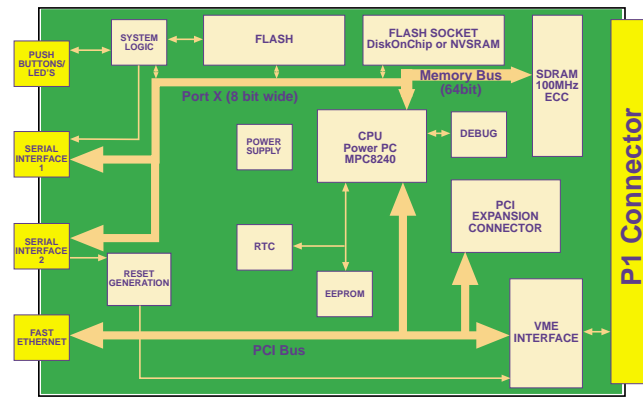 PUSH
BUTTONS/
LED'S
SYSTEM
LOGIC
FLASH
FLASH SOCKET
DiskOnChip or NVSRAM
SDRAM
100MHz
ECC
Memory Bus
(64bit)
Port X (8 bit wide)
SERIAL
INTERFACE
1
POWER
SUPPLY
CPU
Power PC
MPC8240
DEBUG
SERIAL
INTERFACE
2
RESET
GENERATION
RTC
EEPROM
PCI
EXPANSION
CONNECTOR
FAST
ETHERNET
PCI Bus
VME
INTERFACE
P1 Connector